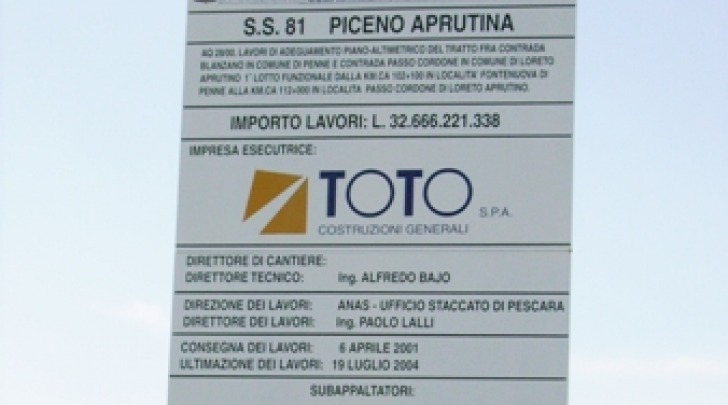 S.S. 81 PICENO APRUTINA
AQ 28/00. LAVORI DI ADEGUAMENTO PIANO-ALTIMETRICO DEL TRATTO FRA CONTRADA
BLANZANO IN COMUNE DI PENNE E CONTRADA PASSO CORDONE IN COMUNE DI LORETO
APRUTINO 1° LOTTO FUNZIONALE DALLA KM.CA 102+100 IN LOCALITA' FONTENUOVA DI
PENNE ALLA KM.CA 112+000 IN LOCALITA' PASSO CORDONE DI LORETO APRUTINO.
IMPORTO LAVORI: L. 32.666.221.338
IMPRESA ESECUTRICE:
TOTO S.P.A.
COSTRUZIONI GENERALI
DIRETTORE DI CANTIERE:
DIRETTORE TECNICO: Ing. ALFREDO BAJO
DIREZIONE DEI LAVORI: ANAS - UFFICIO STACCATO DI PESCARA
DIRETTORE DEI LAVORI: Ing. PAOLO LALLI
CONSEGNA DEI LAVORI: 6 APRILE 2001
ULTIMAZIONE DEI LAVORI: 19 LUGLIO 2004
SUBAPPALTATORI: